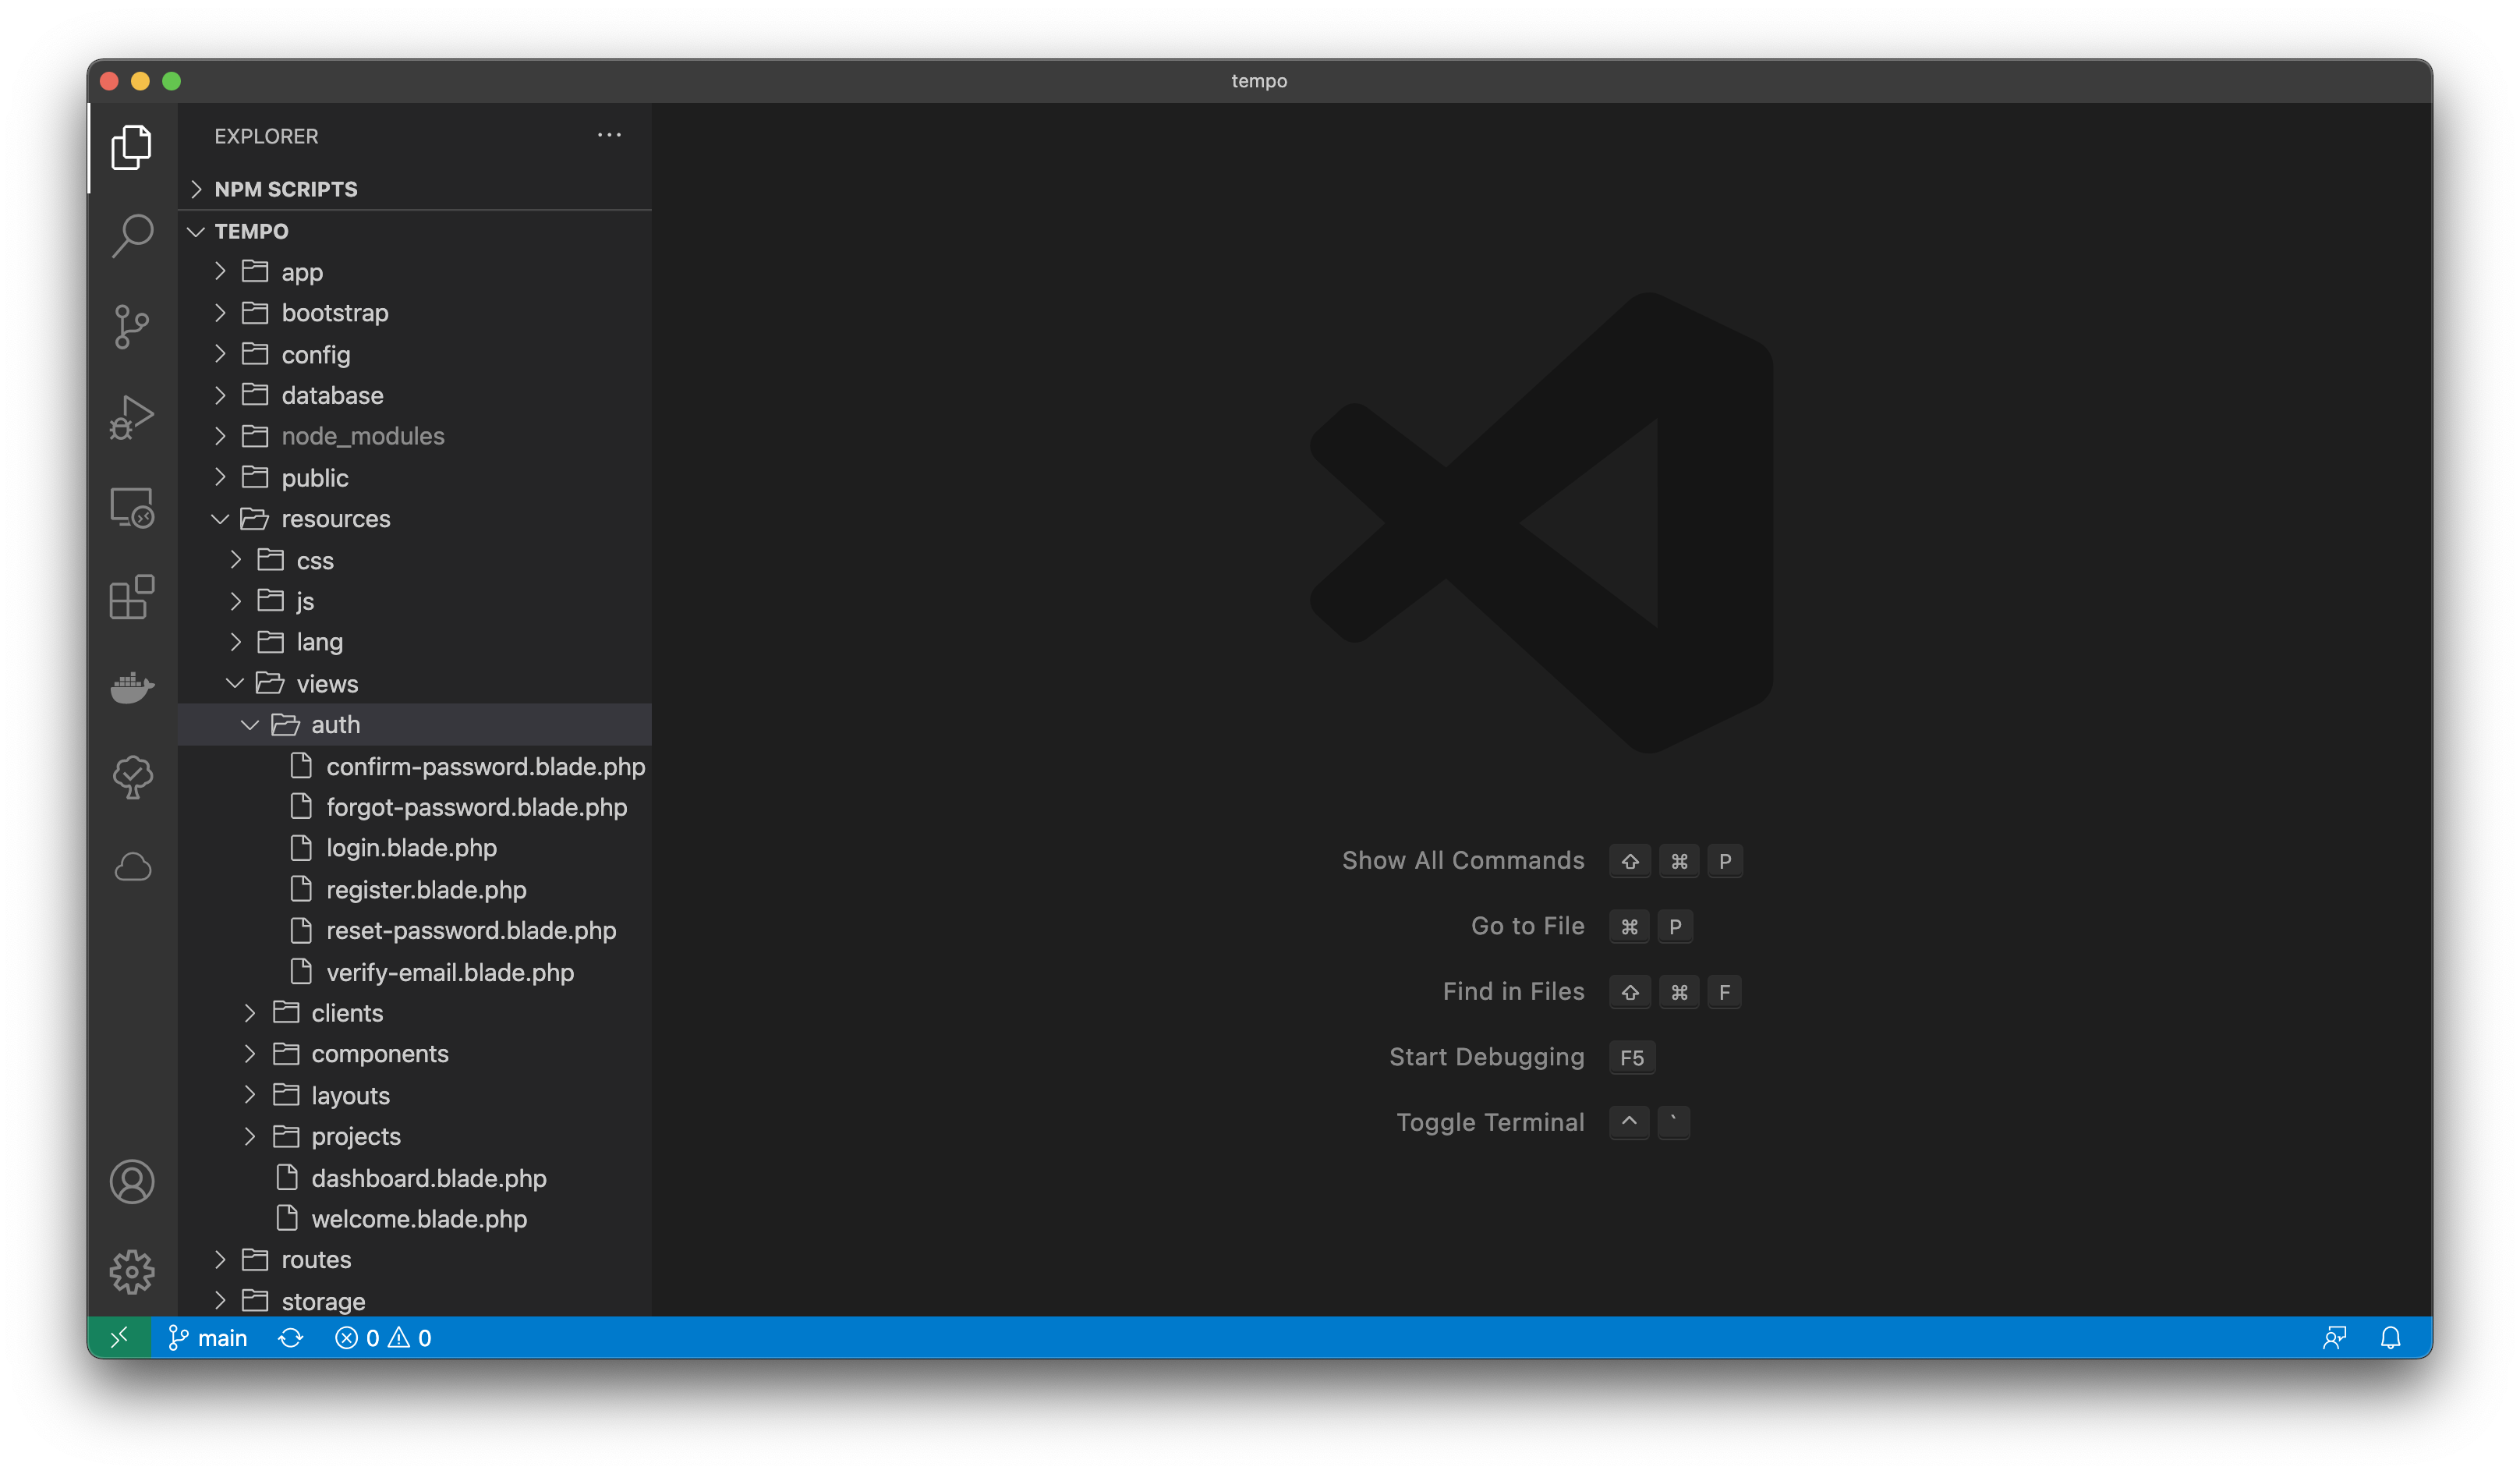 tempo
EXPLORER
NPM SCRIPTS
TEMPO
app
bootstrap
config
database
node_modules
public
resources
css
js
lang
views
auth
confirm-password.blade.php
forgot-password.blade.php
login.blade.php
register.blade.php
reset-password.blade.php
verify-email.blade.php
clients
components
layouts
projects
dashboard.blade.php
welcome.blade.php
routes
storage
Show All Commands ⇧ ⌘ P
Go to File ⌘ P
Find in Files ⇧ ⌘ F
Start Debugging F5
Toggle Terminal ^ `
main 0 0